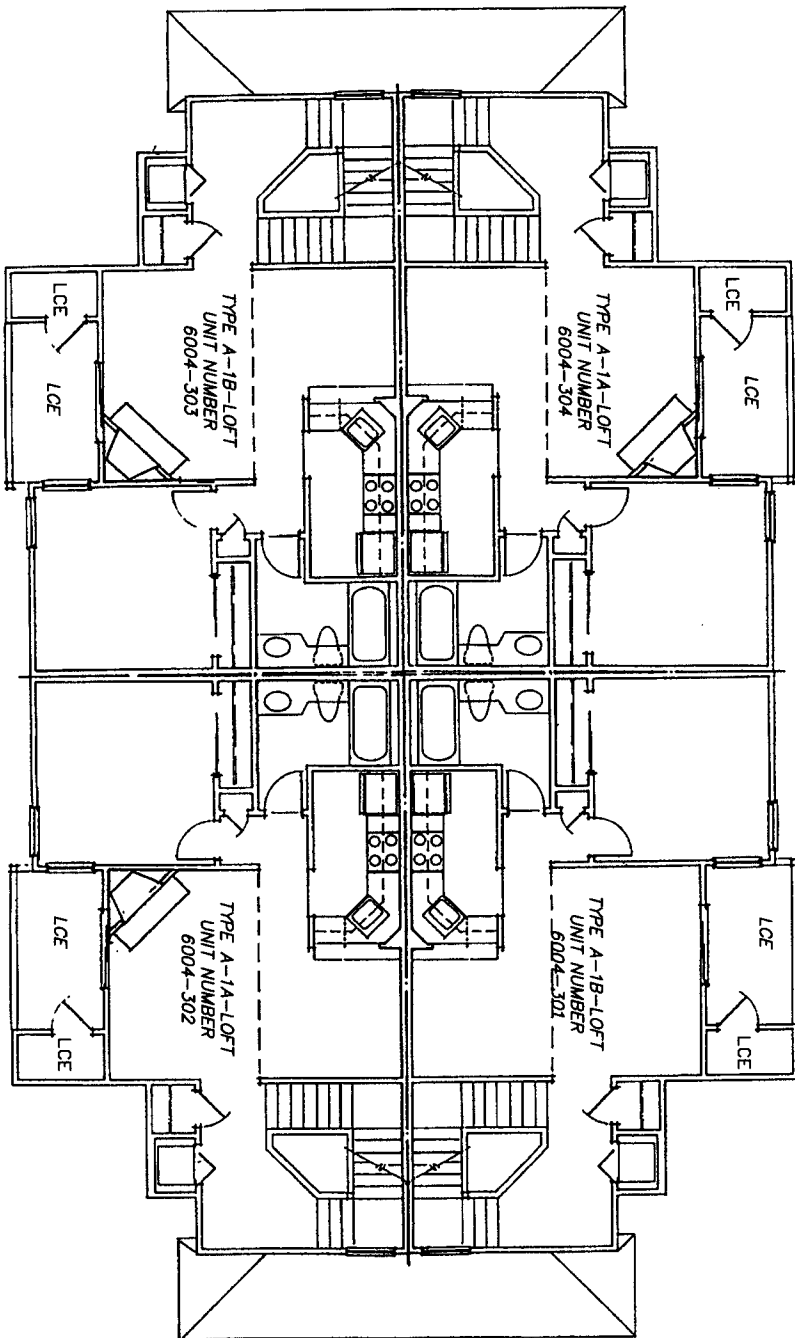 LCE
LCE
TYPE A-1B-LOFT
UNIT NUMBER
6004-303
TYPE A-1A-LOFT
UNIT NUMBER
6004-304
LCE
LCE
LCE
LCE
TYPE A-1A-LOFT
UNIT NUMBER
6004-302
TYPE A-1B-LOFT
UNIT NUMBER
6004-301
LCE
LCE